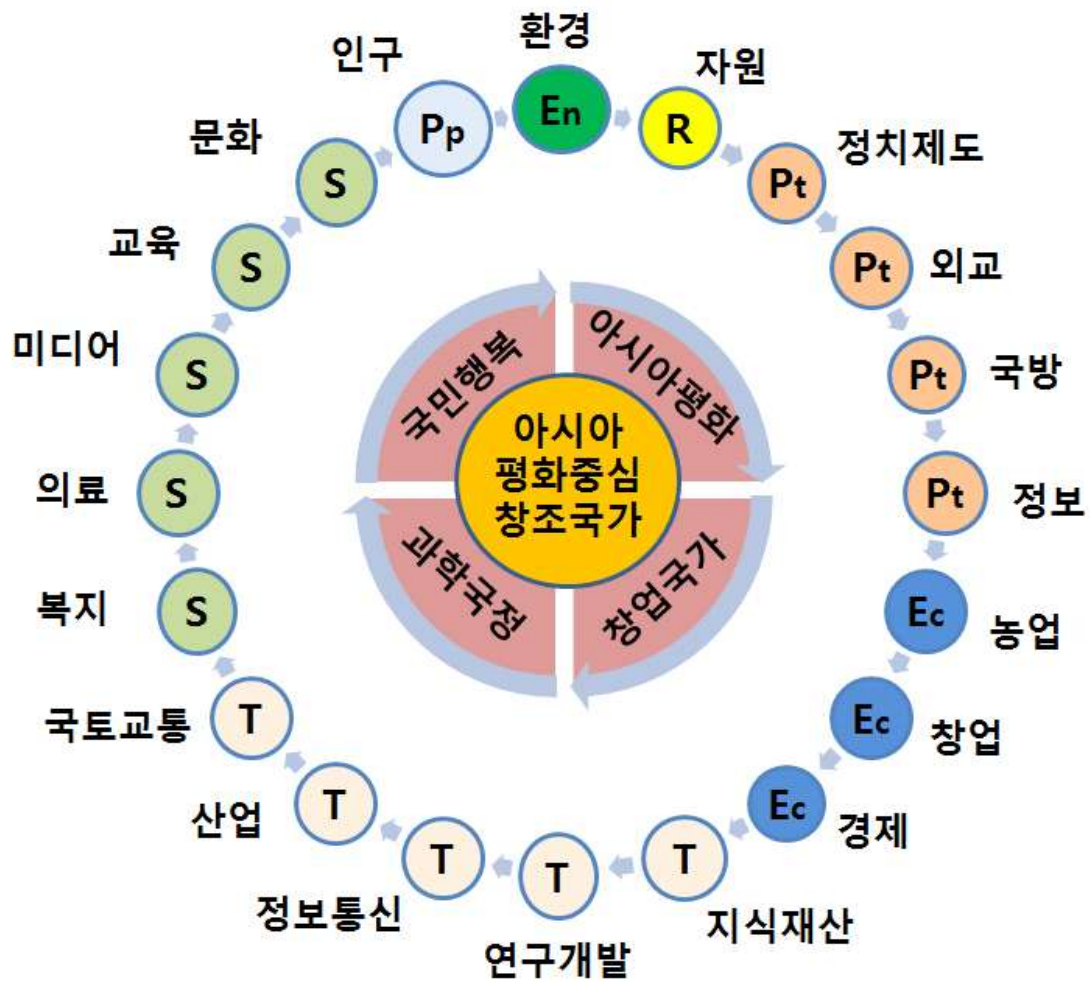 환경
En
자원
R
정치제도
Pt
외교
Pt
국방
Pt
정보
Pt
농업
Ec
창업
Ec
경제
Ec
지식재산
T
연구개발
T
정보통신
T
산업
T
국토교통
T
복지
S
의료
S
미디어
S
교육
S
문화
S
인구
Pp
국민행복
아시아평화
창업국가
과학국정
아시아
평화중심
창조국가